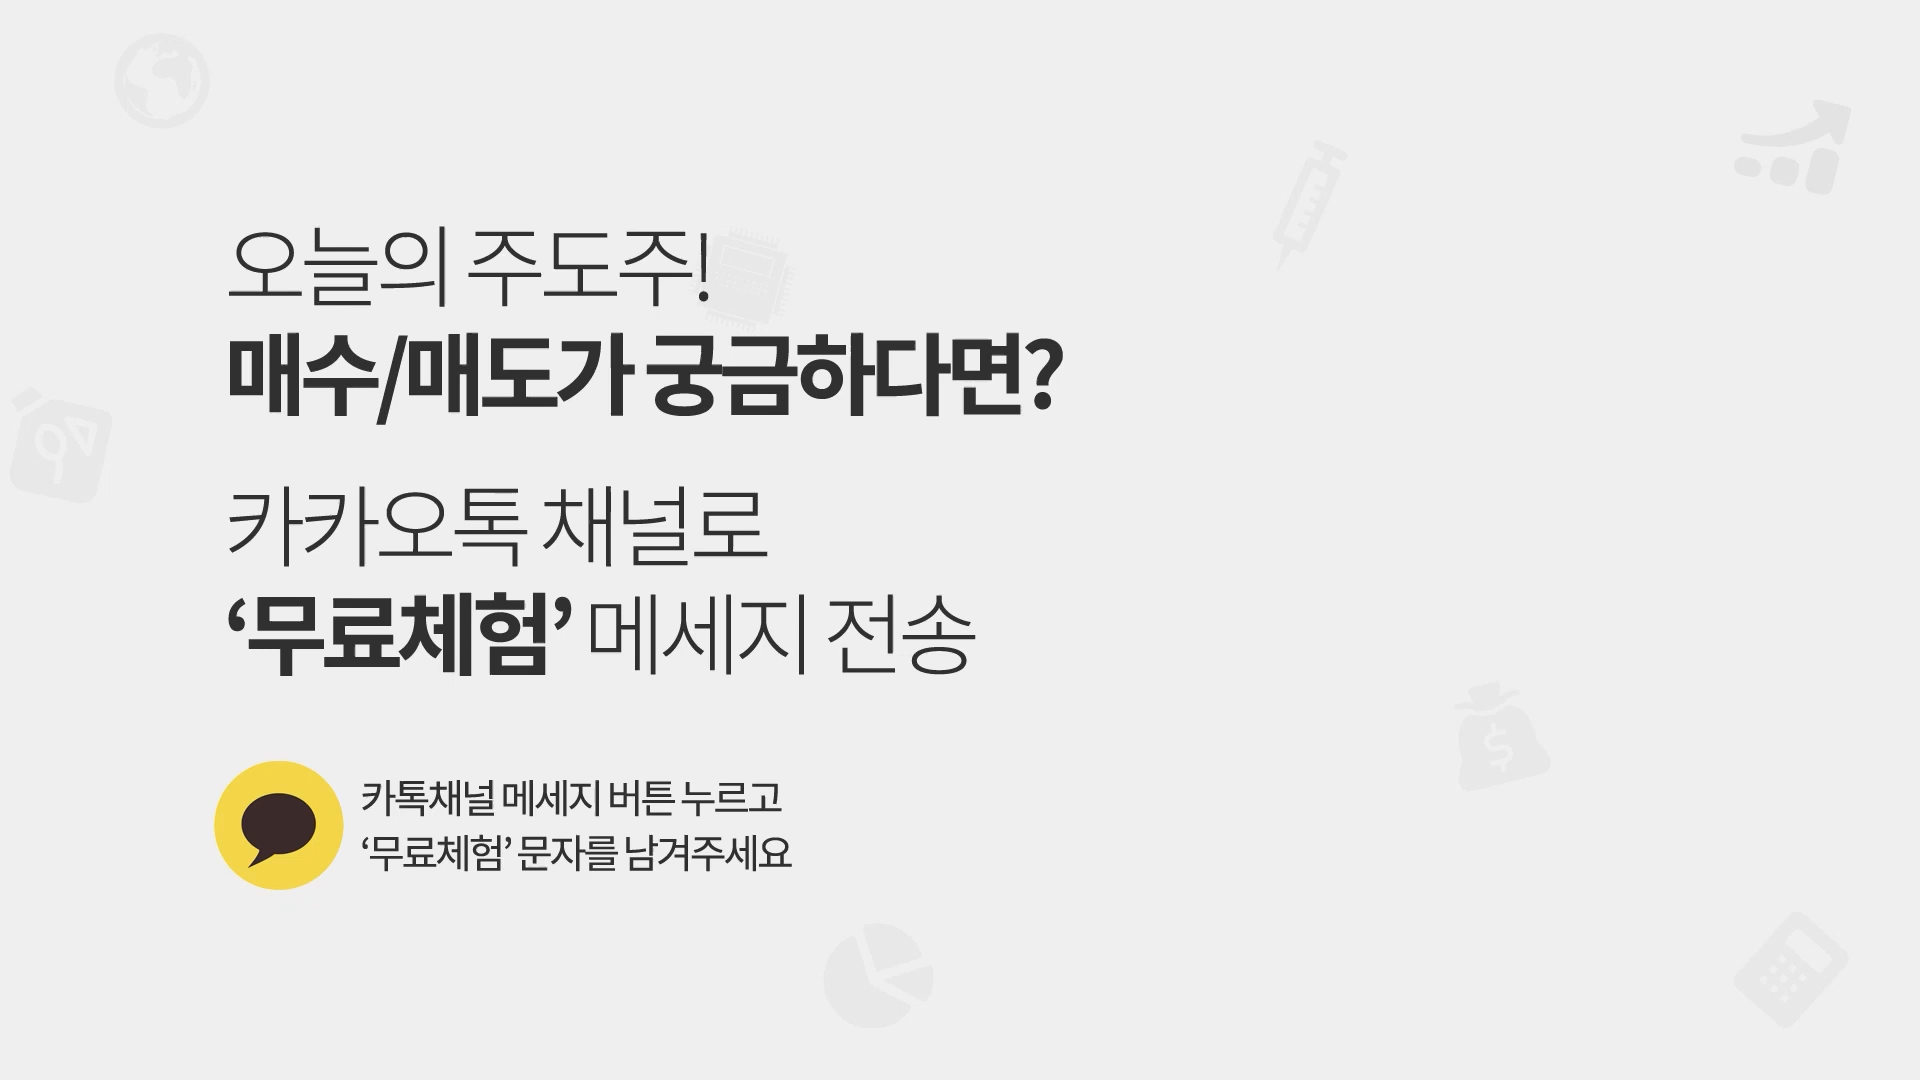 오늘의 주도주!
매수/매도가 궁금하다면?
카카오톡 채널로
‘무료체험’ 메세지 전송
카톡채널 메세지 버튼 누르고
‘무료체험’ 문자를 남겨주세요